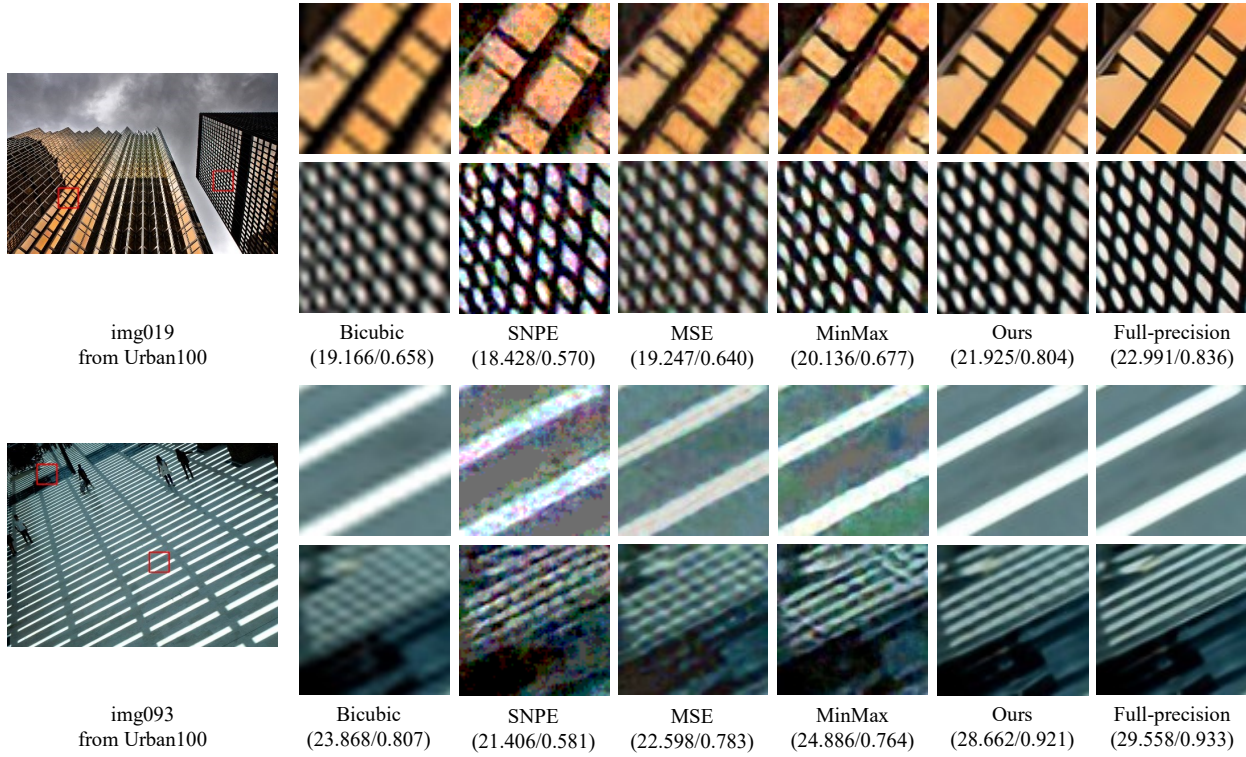 img019
from Urban100
Bicubic
(19.166/0.658)
SNPE
(18.428/0.570)
MSE
(19.247/0.640)
MinMax
(20.136/0.677)
Ours
(21.925/0.804)
Full-precision
(22.991/0.836)
img093
from Urban100
Bicubic
(23.868/0.807)
SNPE
(21.406/0.581)
MSE
(22.598/0.783)
MinMax
(24.886/0.764)
Ours
(28.662/0.921)
Full-precision
(29.558/0.933)